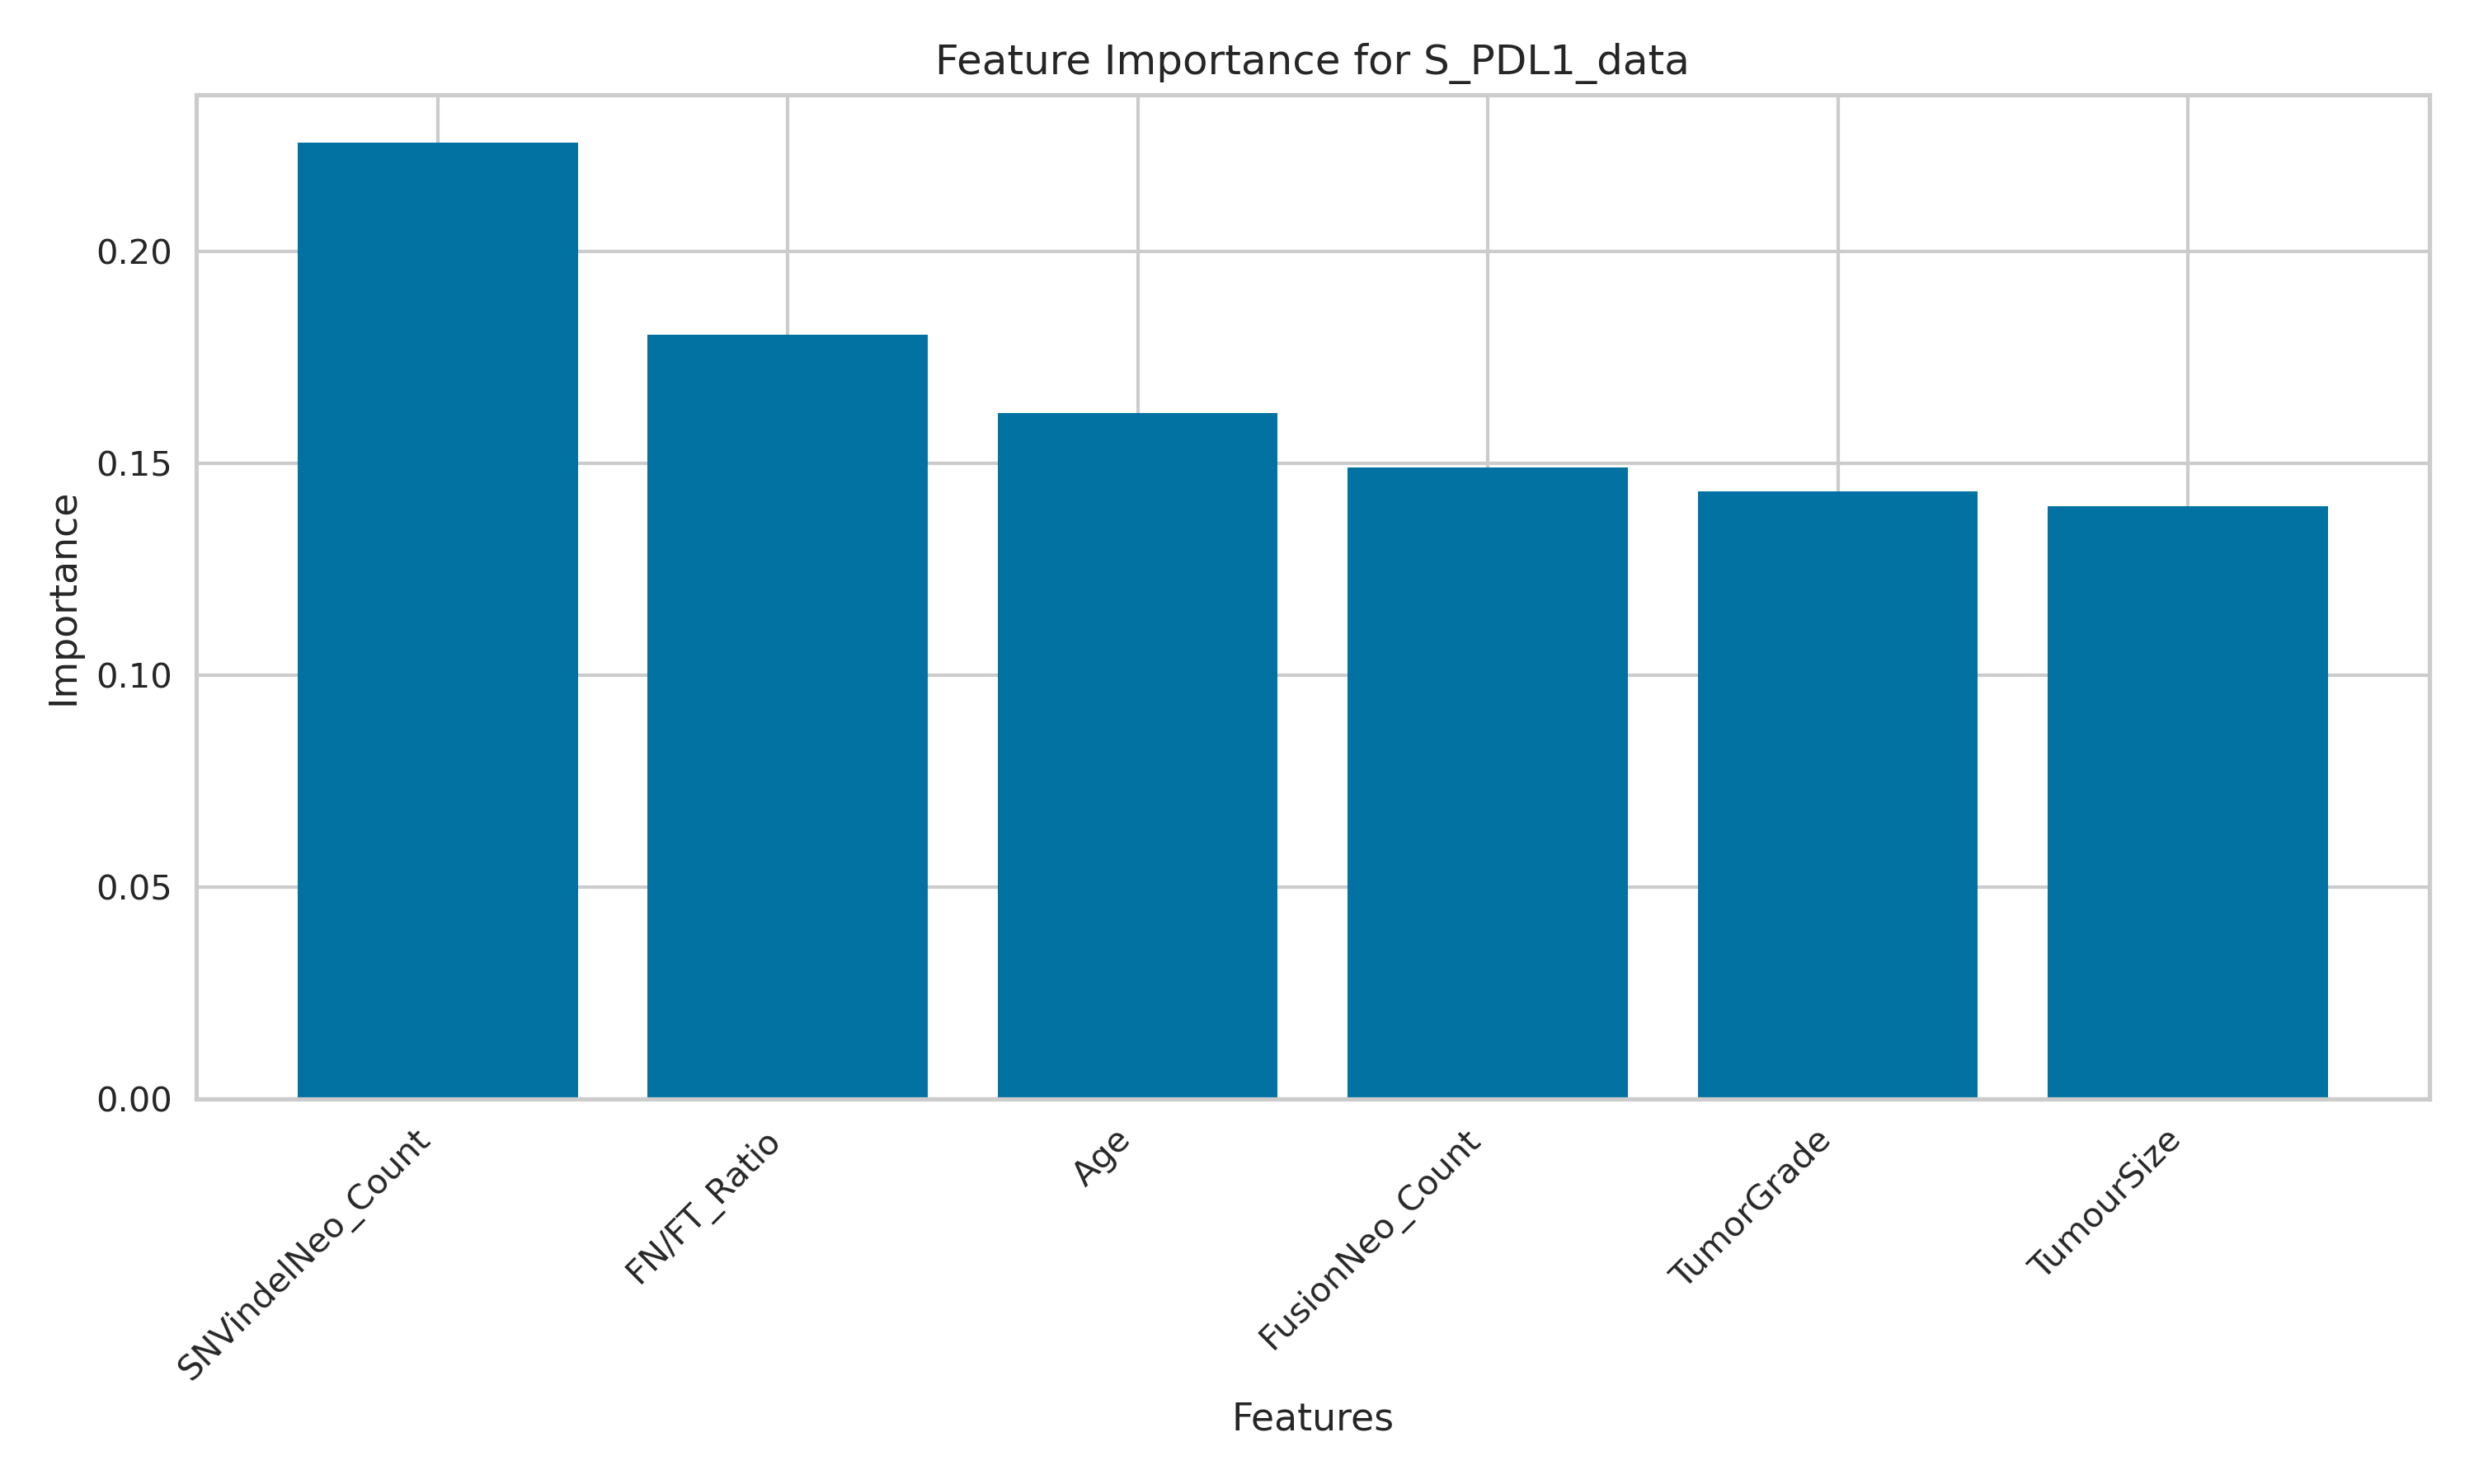 Feature Importance for S_PDL1_data
Importance
0.20
0.15
0.10
0.05
0.00
SNVindelNeo_Count
FN/FT_Ratio
Age
FusionNeo_Count
TumorGrade
TumourSize
Features